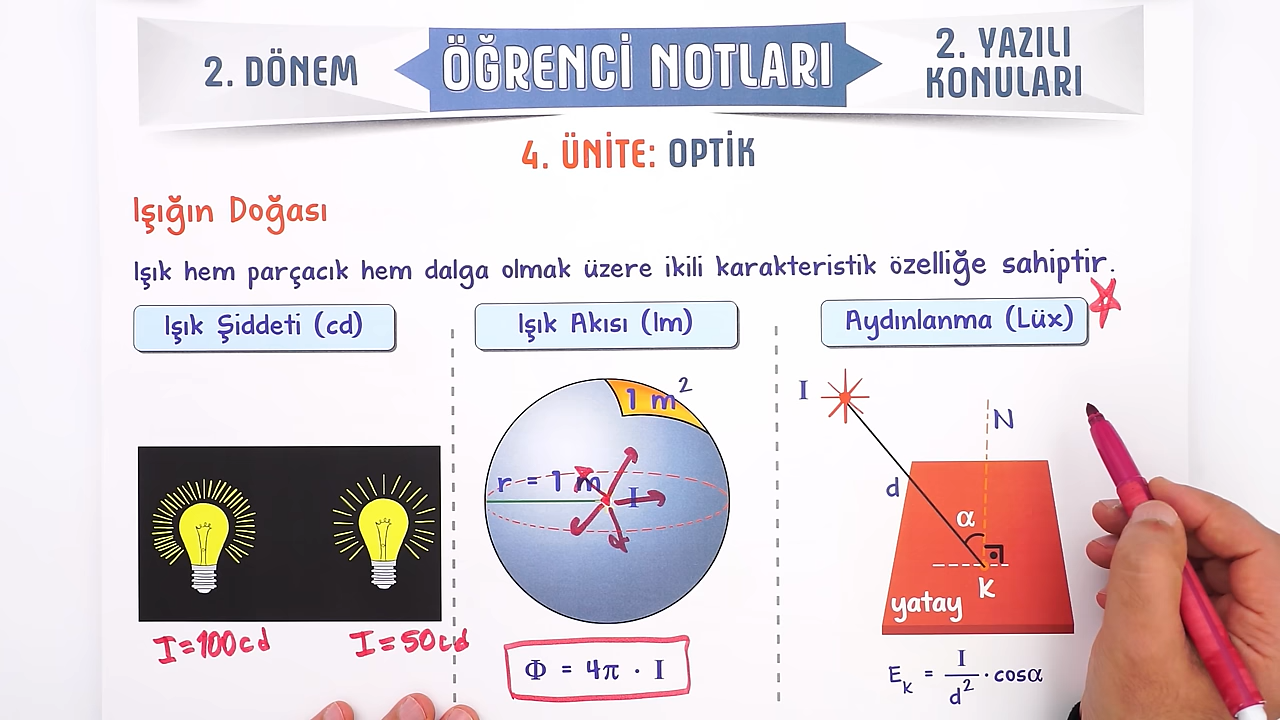 2. DÖNEM
ÖĞRENCİ NOTLARI
2. YAZILI
KONULARI
4. ÜNİTE: OPTİK
Işığın Doğası
Işık hem parçacık hem dalga olmak üzere ikili karakteristik özelliğe sahiptir.
Işık Şiddeti (cd)
I=100cd
I=50cd
Işık Akısı (lm)
1 m²
r = 1 m
I
Φ = 4π · I
Aydınlanma (Lüx)
I
N
d
α
K
yatay
E_K = I/d² · cosα